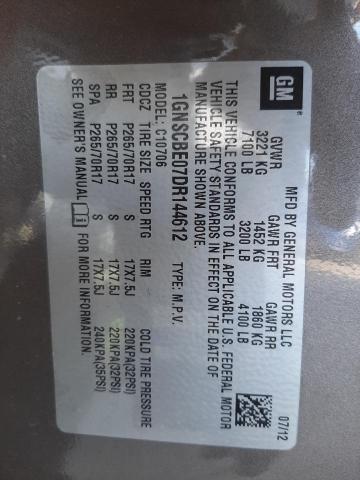 GM
MFD BY GENERAL MOTORS LLC 07/12
GVWR GAWR FRT GAWR RR
3221 KG 1452 KG 1860 KG
7100 LB 3200 LB 4100 LB
THIS VEHICLE CONFORMS TO ALL APPLICABLE U.S. FEDERAL MOTOR
VEHICLE SAFETY STANDARDS IN EFFECT ON THE DATE OF
MANUFACTURE SHOWN ABOVE.
1GNSCBE07DR144612 TYPE: M.P.V.
MODEL: C10706
CDCZ TIRE SIZE SPEED RTG RIM COLD TIRE PRESSURE
FRT P265/70R17 S 17X7.5J 220KPA(32PSI)
RR P265/70R17 S 17X7.5J 220KPA(32PSI)
SPA P265/70R17 S 17X7.5J 240KPA(35PSI)
SEE OWNER'S MANUAL FOR MORE INFORMATION.